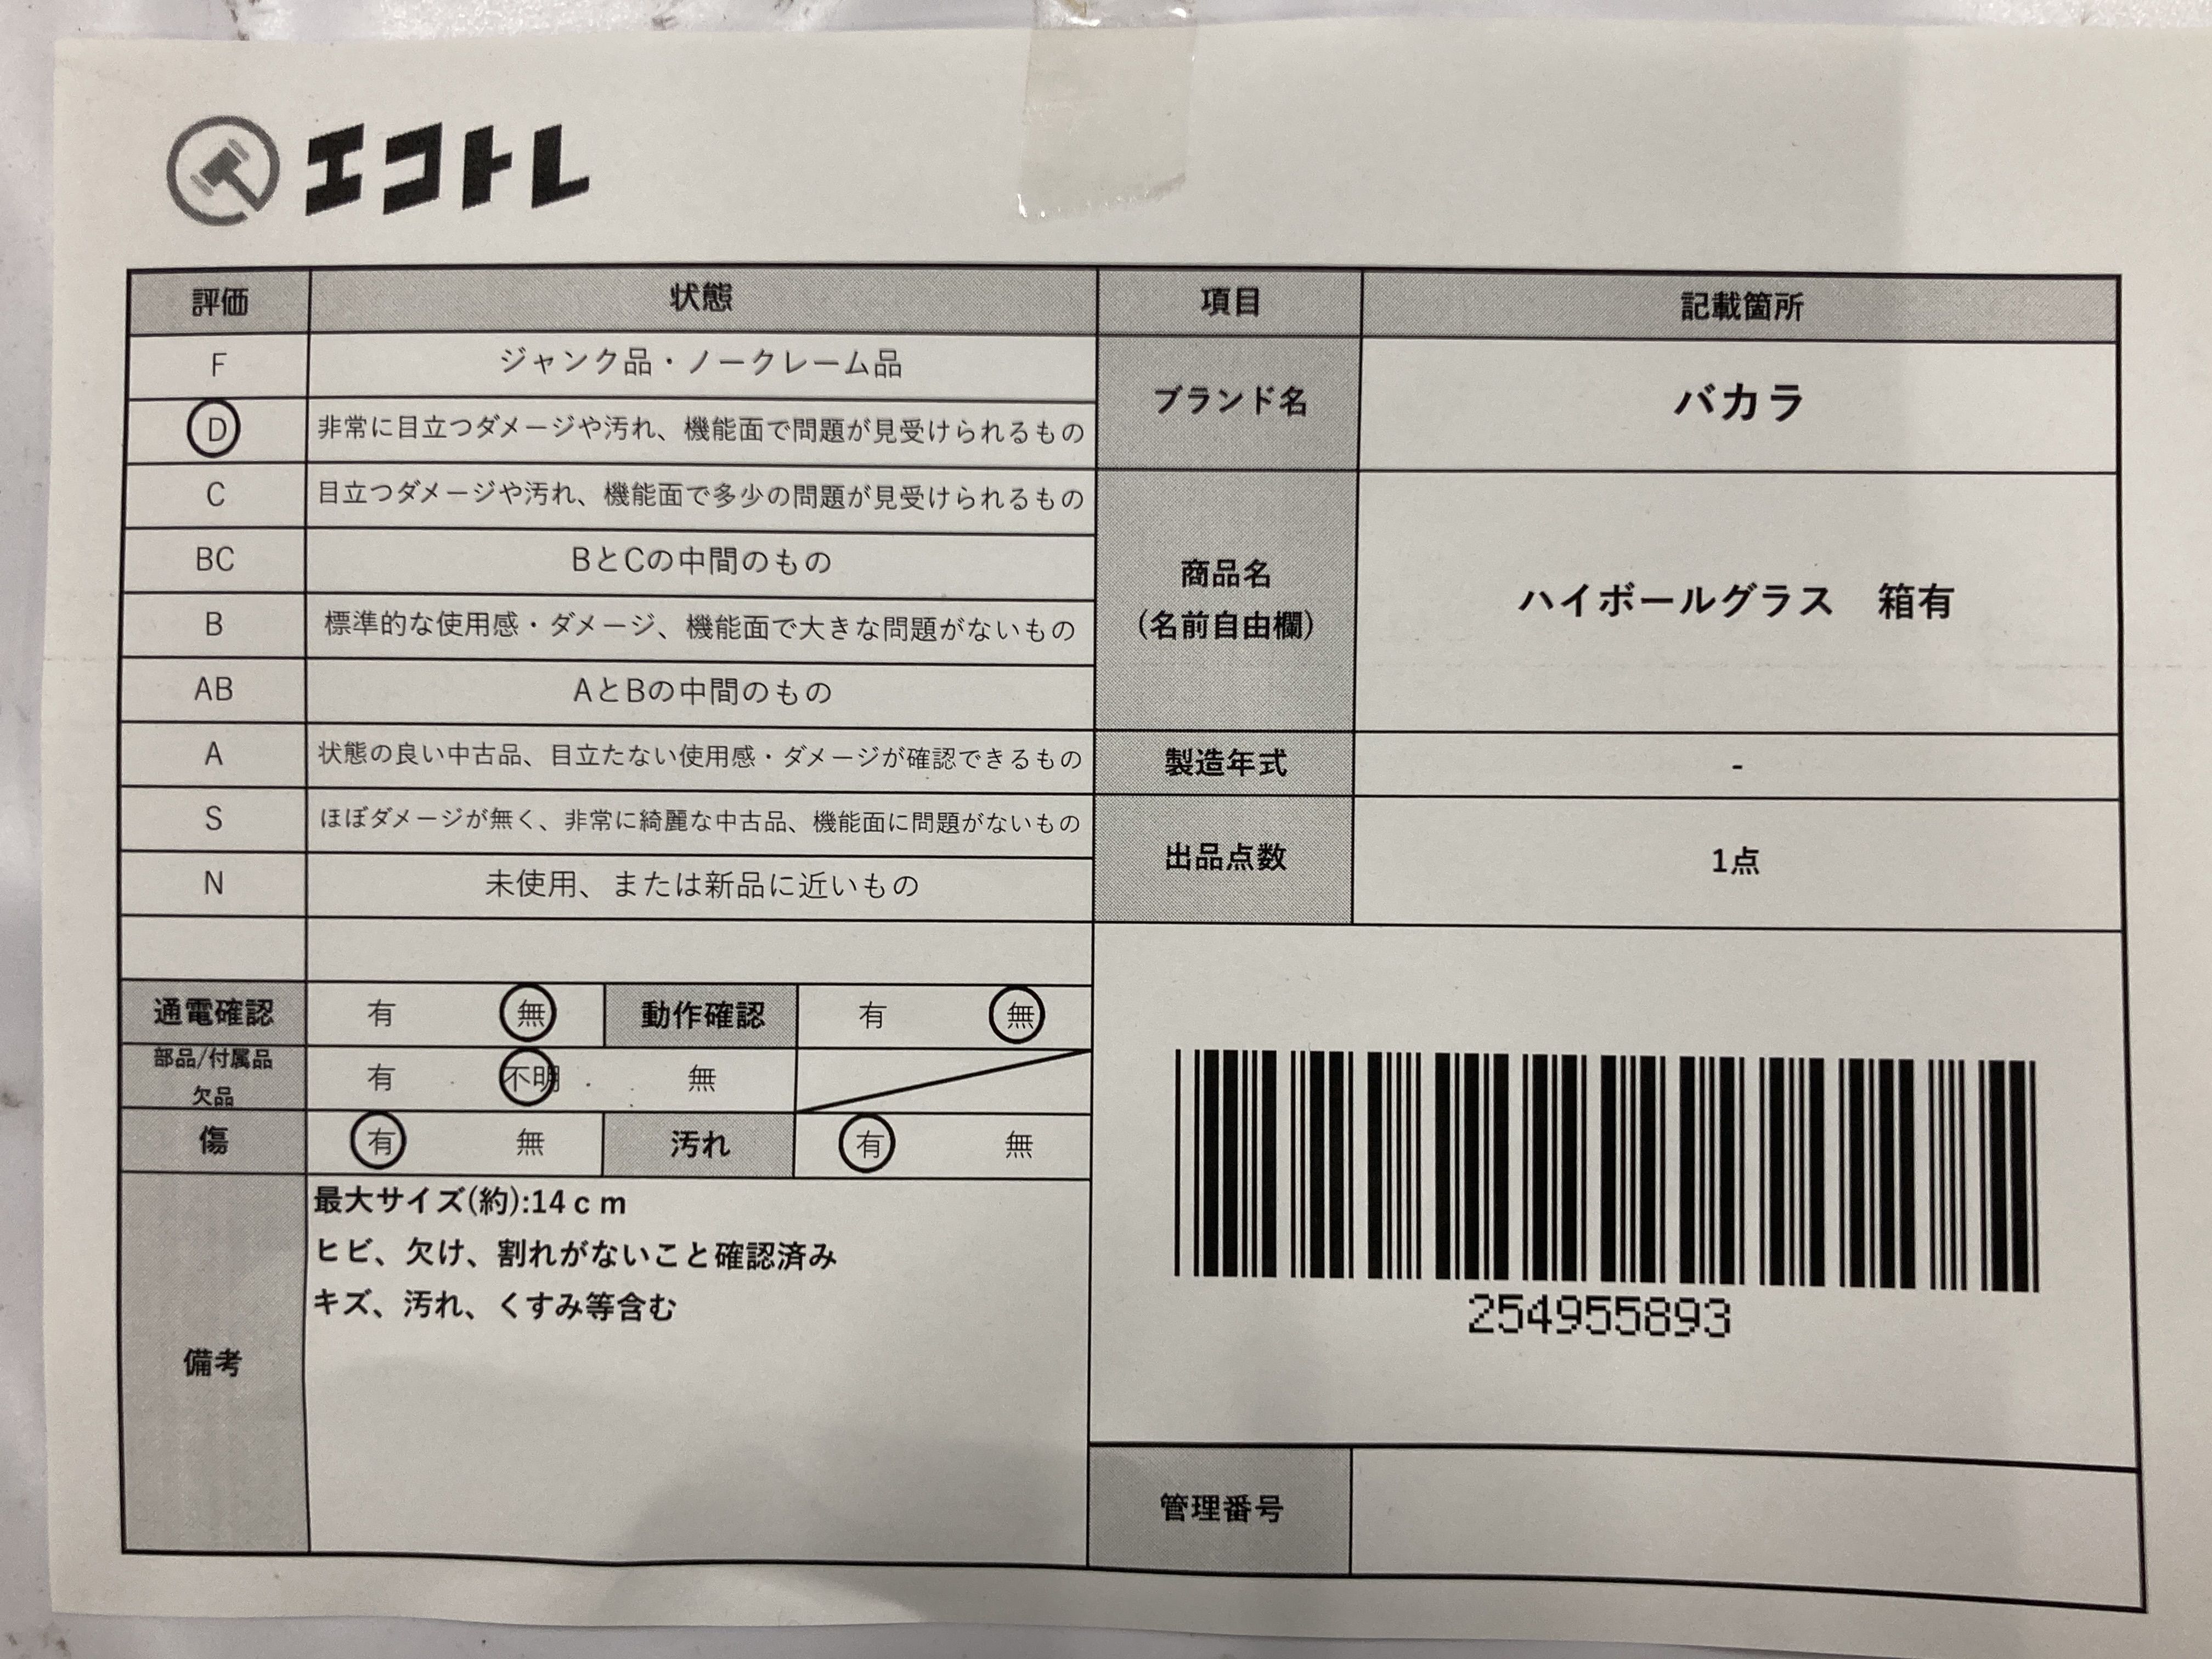 エコトレ
評価 状態 項目 記載箇所
F ジャンク品・ノークレーム品
D 非常に目立つダメージや汚れ、機能面で問題が見受けられるもの
ブランド名 バカラ
C 目立つダメージや汚れ、機能面で多少の問題が見受けられるもの
BC BとCの中間のもの
B 標準的な使用感・ダメージ、機能面で大きな問題がないもの
商品名
(名前自由欄)
ハイボールグラス 箱有
AB AとBの中間のもの
A 状態の良い中古品、目立たない使用感・ダメージが確認できるもの
製造年式 -
S ほぼダメージが無く、非常に綺麗な中古品、機能面に問題がないもの
N 未使用、または新品に近いもの
出品点数 1点
通電確認 有 無 動作確認 有 無
部品/付属品
欠品
有 不明 無
傷 有 無 汚れ 有 無
備考
最大サイズ(約):14ｃｍ
ヒビ、欠け、割れがないこと確認済み
キズ、汚れ、くすみ等含む
254955893
管理番号